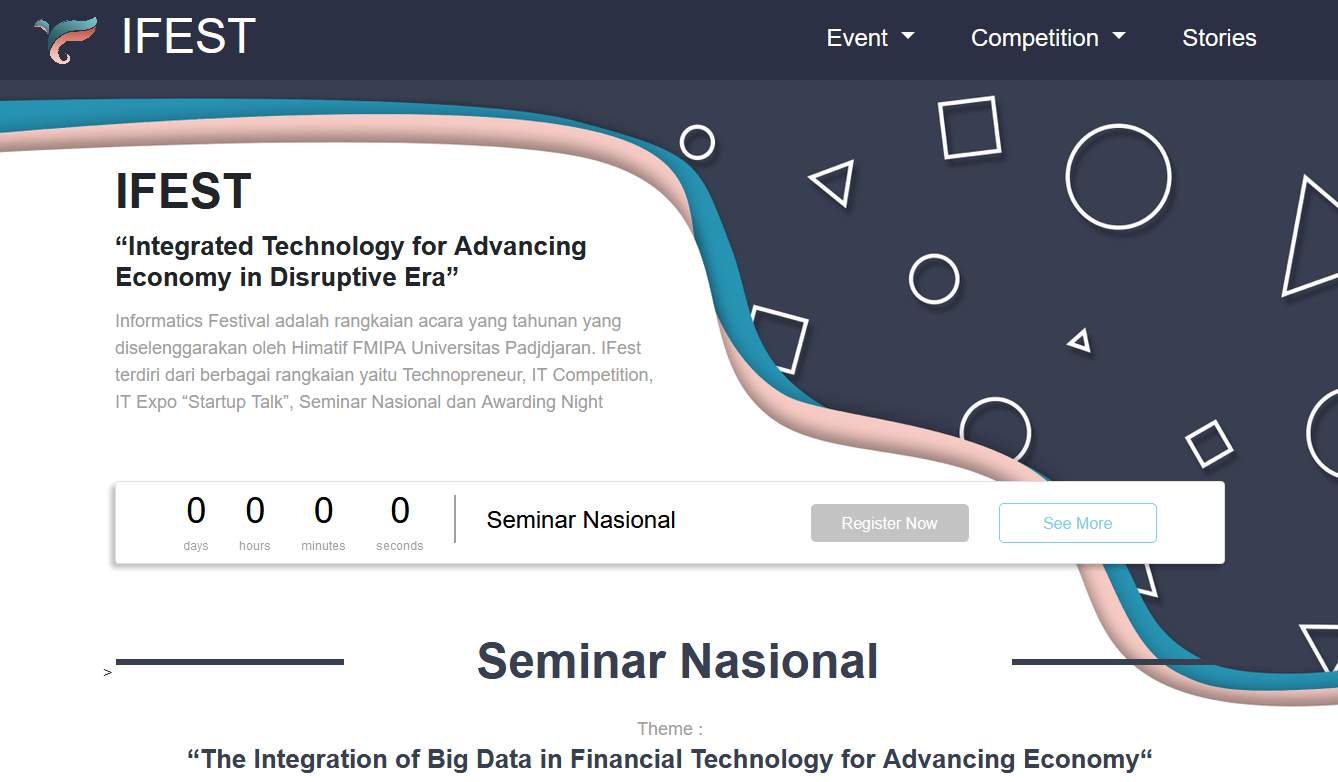 IFEST
Event
Competition
Stories
IFEST
“Integrated Technology for Advancing
Economy in Disruptive Era”
Informatics Festival adalah rangkaian acara yang tahunan yang
diselenggarakan oleh Himatif FMIPA Universitas Padjdjaran. IFest
terdiri dari berbagai rangkaian yaitu Technopreneur, IT Competition,
IT Expo “Startup Talk”, Seminar Nasional dan Awarding Night
0 0 0 0
days hours minutes seconds
Seminar Nasional
Register Now
See More
>
Seminar Nasional
Theme :
“The Integration of Big Data in Financial Technology for Advancing Economy“